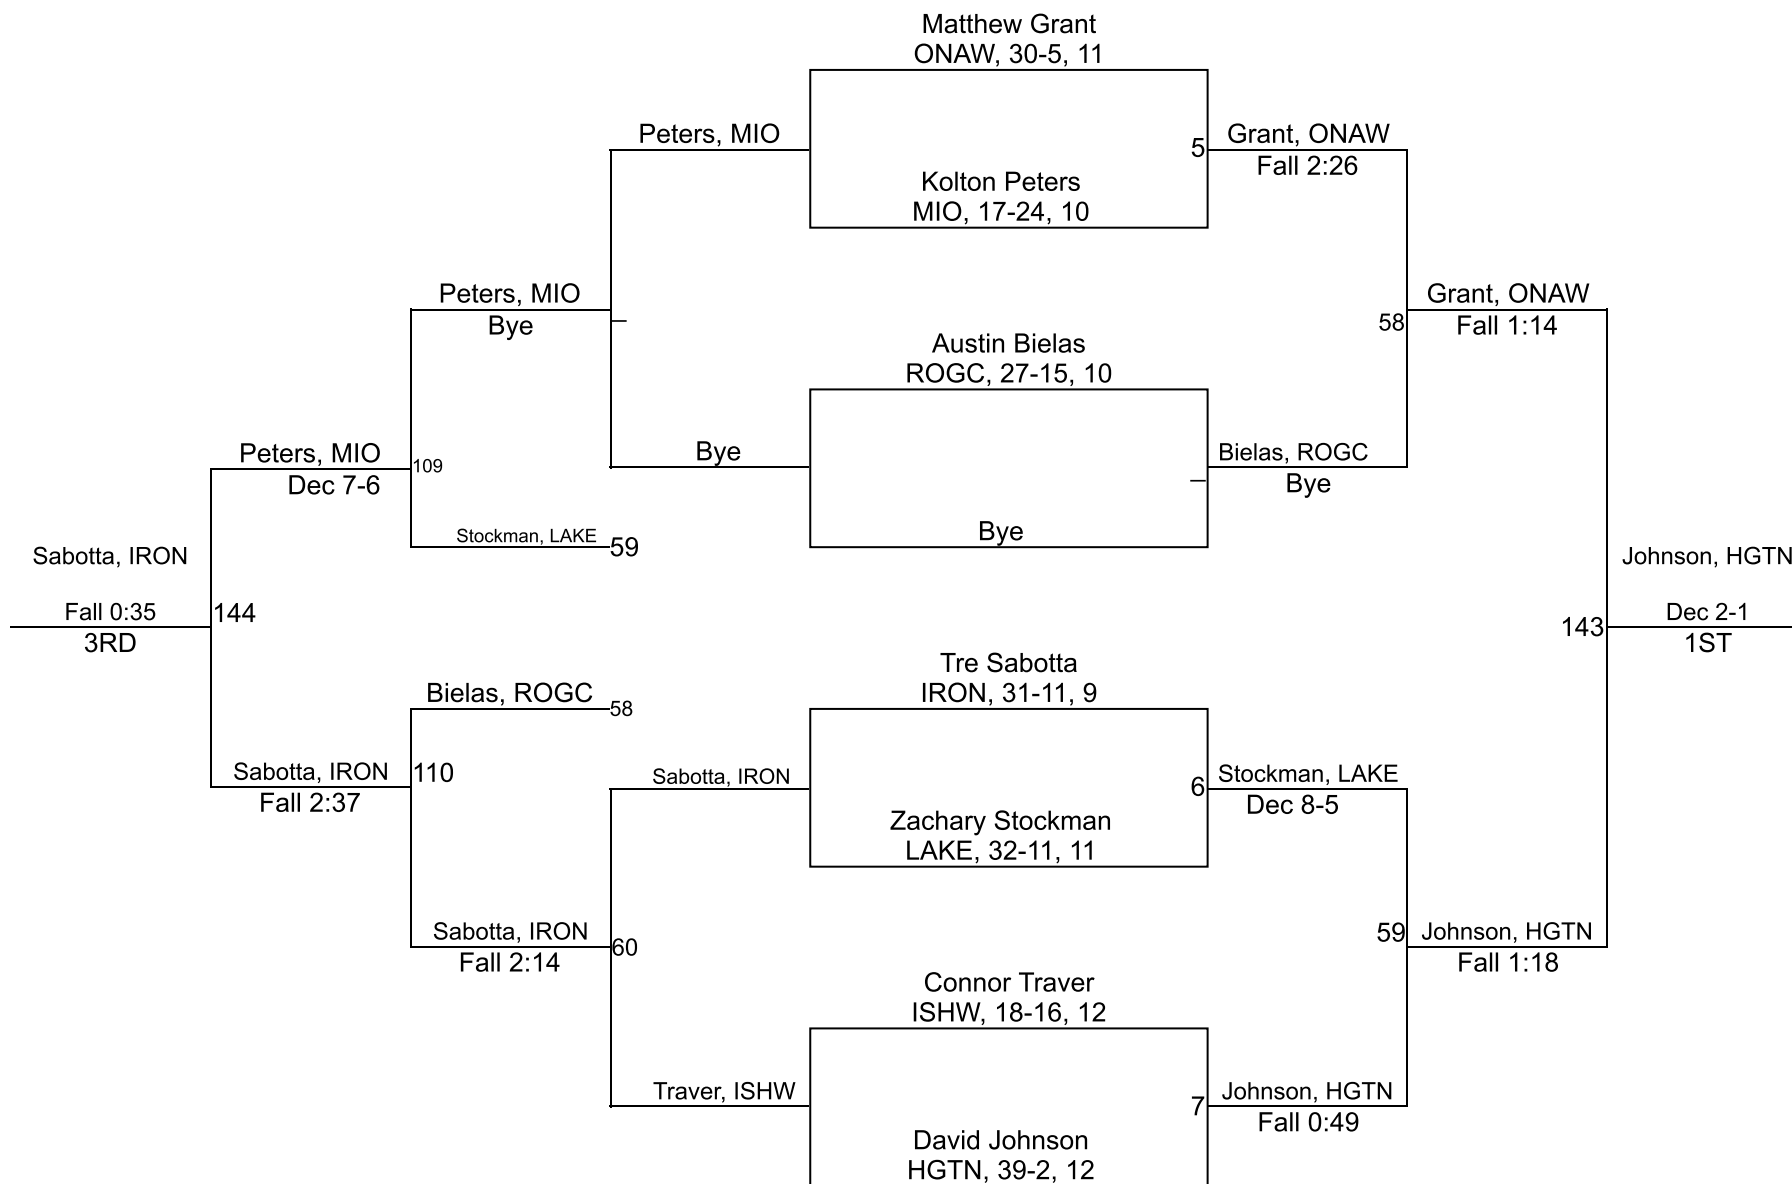 Matthew Grant
ONAW, 30-5, 11
Peters, MIO
5
Grant, ONAW
Fall 2:26
Kolton Peters
MIO, 17-24, 10
Peters, MIO
Bye
Grant, ONAW
Fall 1:14
58
Austin Bielas
ROGC, 27-15, 10
Peters, MIO
Dec 7-6
109
Bye
Bielas, ROGC
Bye
Bye
Stockman, LAKE
59
Sabotta, IRON
Fall 0:35
3RD
144
Johnson, HGTN
Dec 2-1
1ST
143
Tre Sabotta
IRON, 31-11, 9
Bielas, ROGC
58
Sabotta, IRON
Fall 2:37
110
Sabotta, IRON
6
Stockman, LAKE
Dec 8-5
Zachary Stockman
LAKE, 32-11, 11
Sabotta, IRON
Fall 2:14
60
59
Johnson, HGTN
Fall 1:18
Connor Traver
ISHW, 18-16, 12
Traver, ISHW
7
Johnson, HGTN
Fall 0:49
David Johnson
HGTN, 39-2, 12